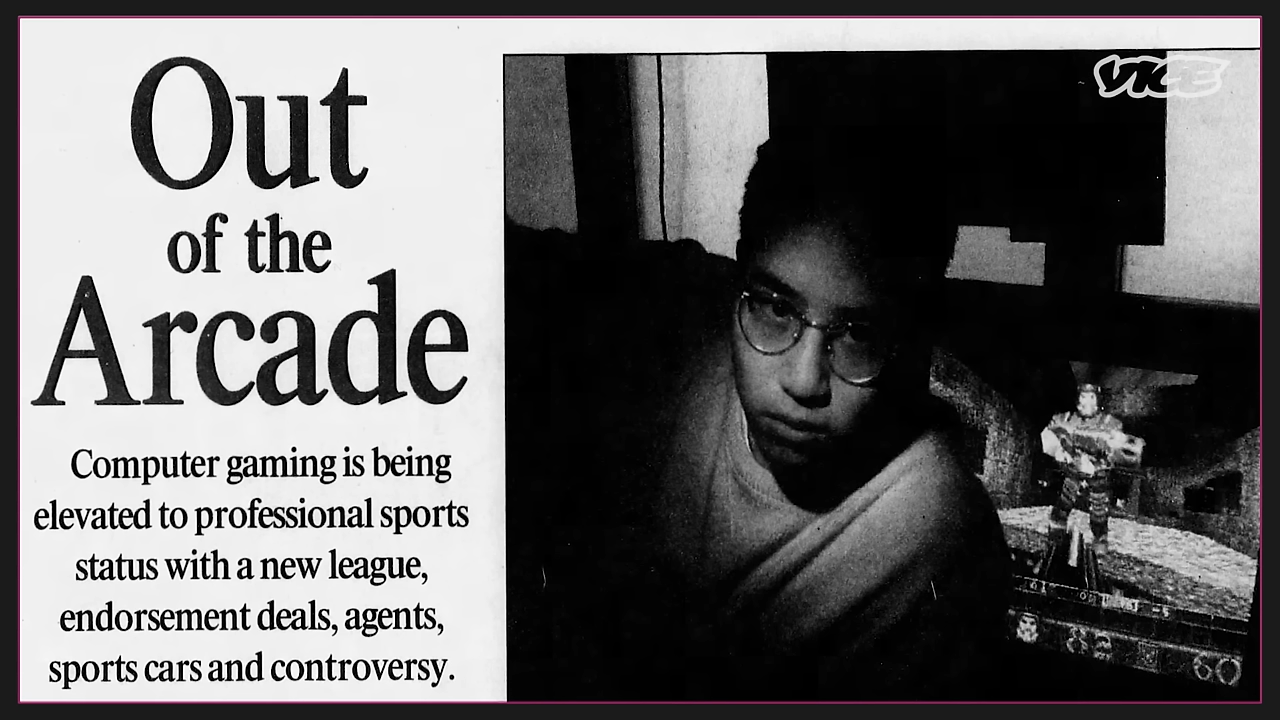 Out
of the
Arcade
Computer gaming is being
elevated to professional sports
status with a new league,
endorsement deals, agents,
sports cars and controversy.
VICE
60